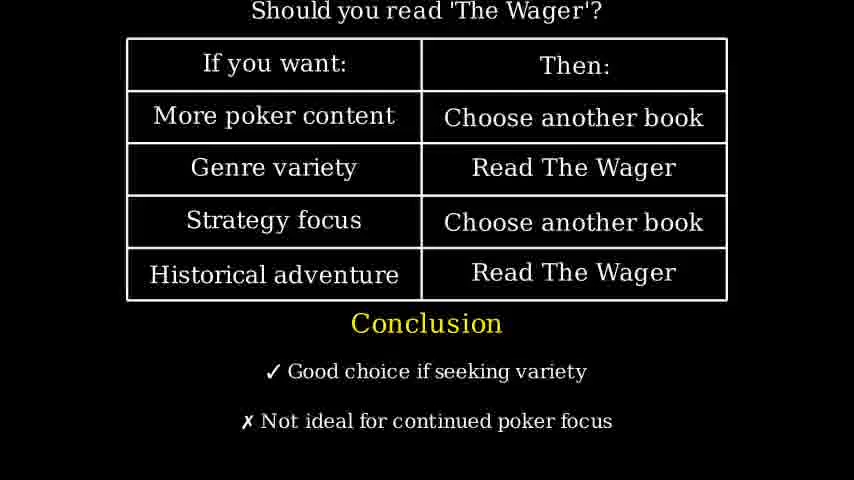 Should you read 'The Wager'?
If you want: Then:
More poker content Choose another book
Genre variety Read The Wager
Strategy focus Choose another book
Historical adventure Read The Wager
Conclusion
✓ Good choice if seeking variety
✗ Not ideal for continued poker focus